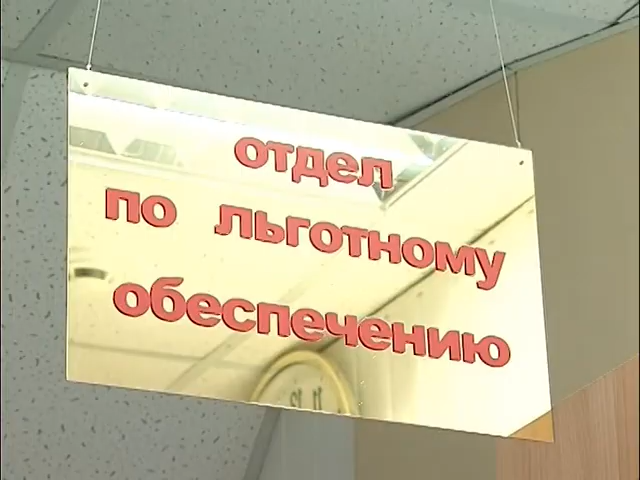 отдел
по льготному
обеспечению